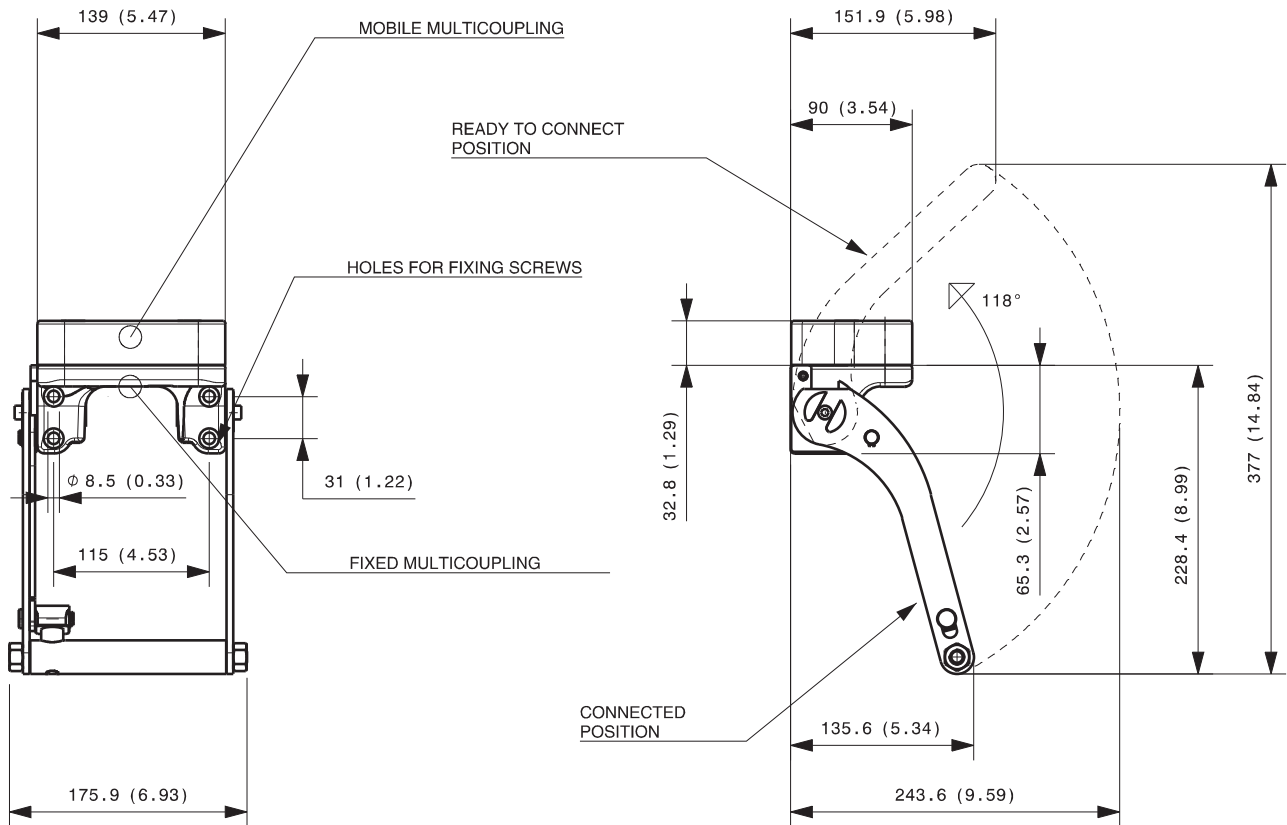 139 (5.47)
MOBILE MULTICOUPLING
151.9 (5.98)
90 (3.54)
READY TO CONNECT
POSITION
HOLES FOR FIXING SCREWS
118°
32.8 (1.29)
377 (14.84)
Ø 8.5 (0.33)
31 (1.22)
65.3 (2.57)
228.4 (8.99)
115 (4.53)
FIXED MULTICOUPLING
CONNECTED
POSITION
135.6 (5.34)
175.9 (6.93)
243.6 (9.59)